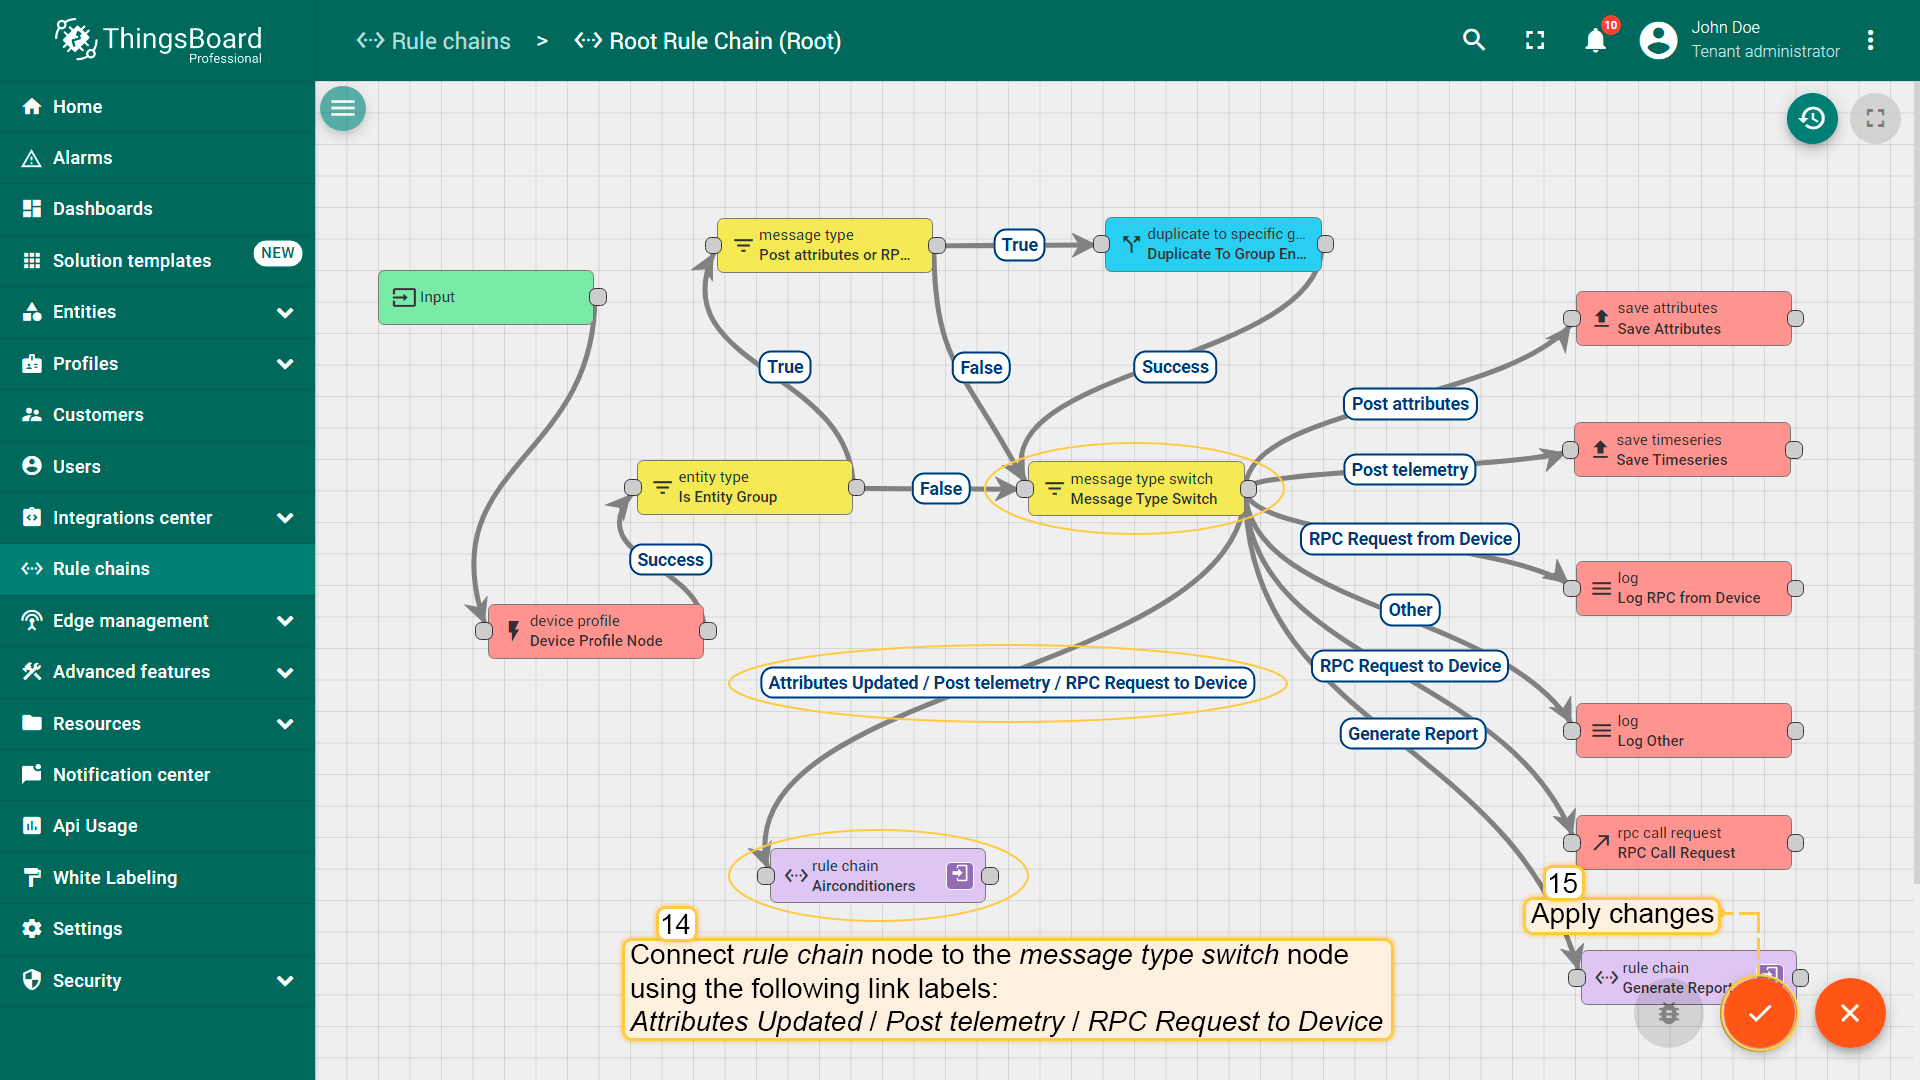 ThingsBoard
Professional
Rule chains > Root Rule Chain (Root)
10
John Doe
Tenant administrator
Home
Alarms
Dashboards
Solution templates
NEW
Entities
Profiles
Customers
Users
Integrations center
Rule chains
Edge management
Advanced features
Resources
Notification center
Api Usage
White Labeling
Settings
Security
Input
message type
Post attributes or RP...
True
duplicate to specific g...
Duplicate To Group En...
True
False
Success
entity type
Is Entity Group
False
message type switch
Message Type Switch
Success
device profile
Device Profile Node
Post attributes
Post telemetry
RPC Request from Device
Other
RPC Request to Device
Generate Report
save attributes
Save Attributes
save timeseries
Save Timeseries
log
Log RPC from Device
log
Log Other
rpc call request
RPC Call Request
Attributes Updated / Post telemetry / RPC Request to Device
rule chain
Airconditioners
14
Connect rule chain node to the message type switch node
using the following link labels:
Attributes Updated / Post telemetry / RPC Request to Device
15
Apply changes
rule chain
Generate Report